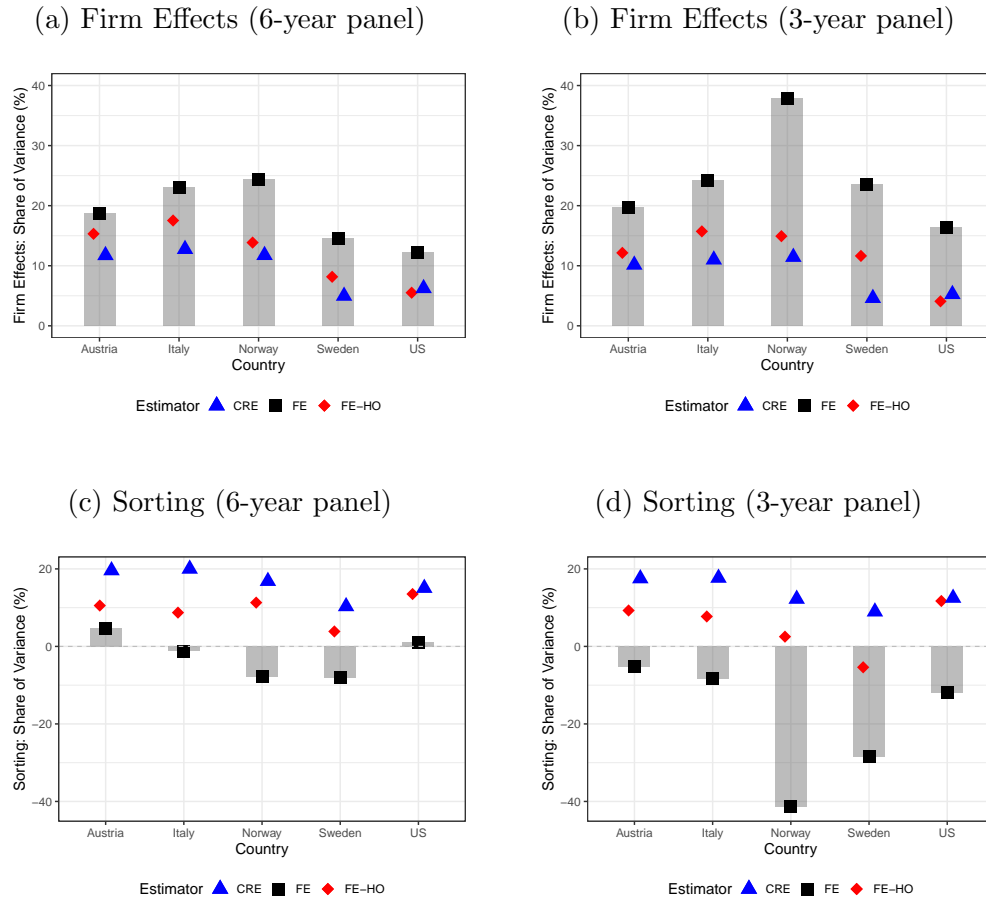 (a) Firm Effects (6-year panel)
Firm Effects: Share of Variance (%)
40
30
20
10
0
Austria Italy Norway Sweden US
Country
Estimator CRE FE FE−HO
(b) Firm Effects (3-year panel)
Firm Effects: Share of Variance (%)
40
30
20
10
0
Austria Italy Norway Sweden US
Country
Estimator CRE FE FE−HO
(c) Sorting (6-year panel)
Sorting: Share of Variance (%)
20
0
−20
−40
Austria Italy Norway Sweden US
Country
Estimator CRE FE FE−HO
(d) Sorting (3-year panel)
Sorting: Share of Variance (%)
20
0
−20
−40
Austria Italy Norway Sweden US
Country
Estimator CRE FE FE−HO